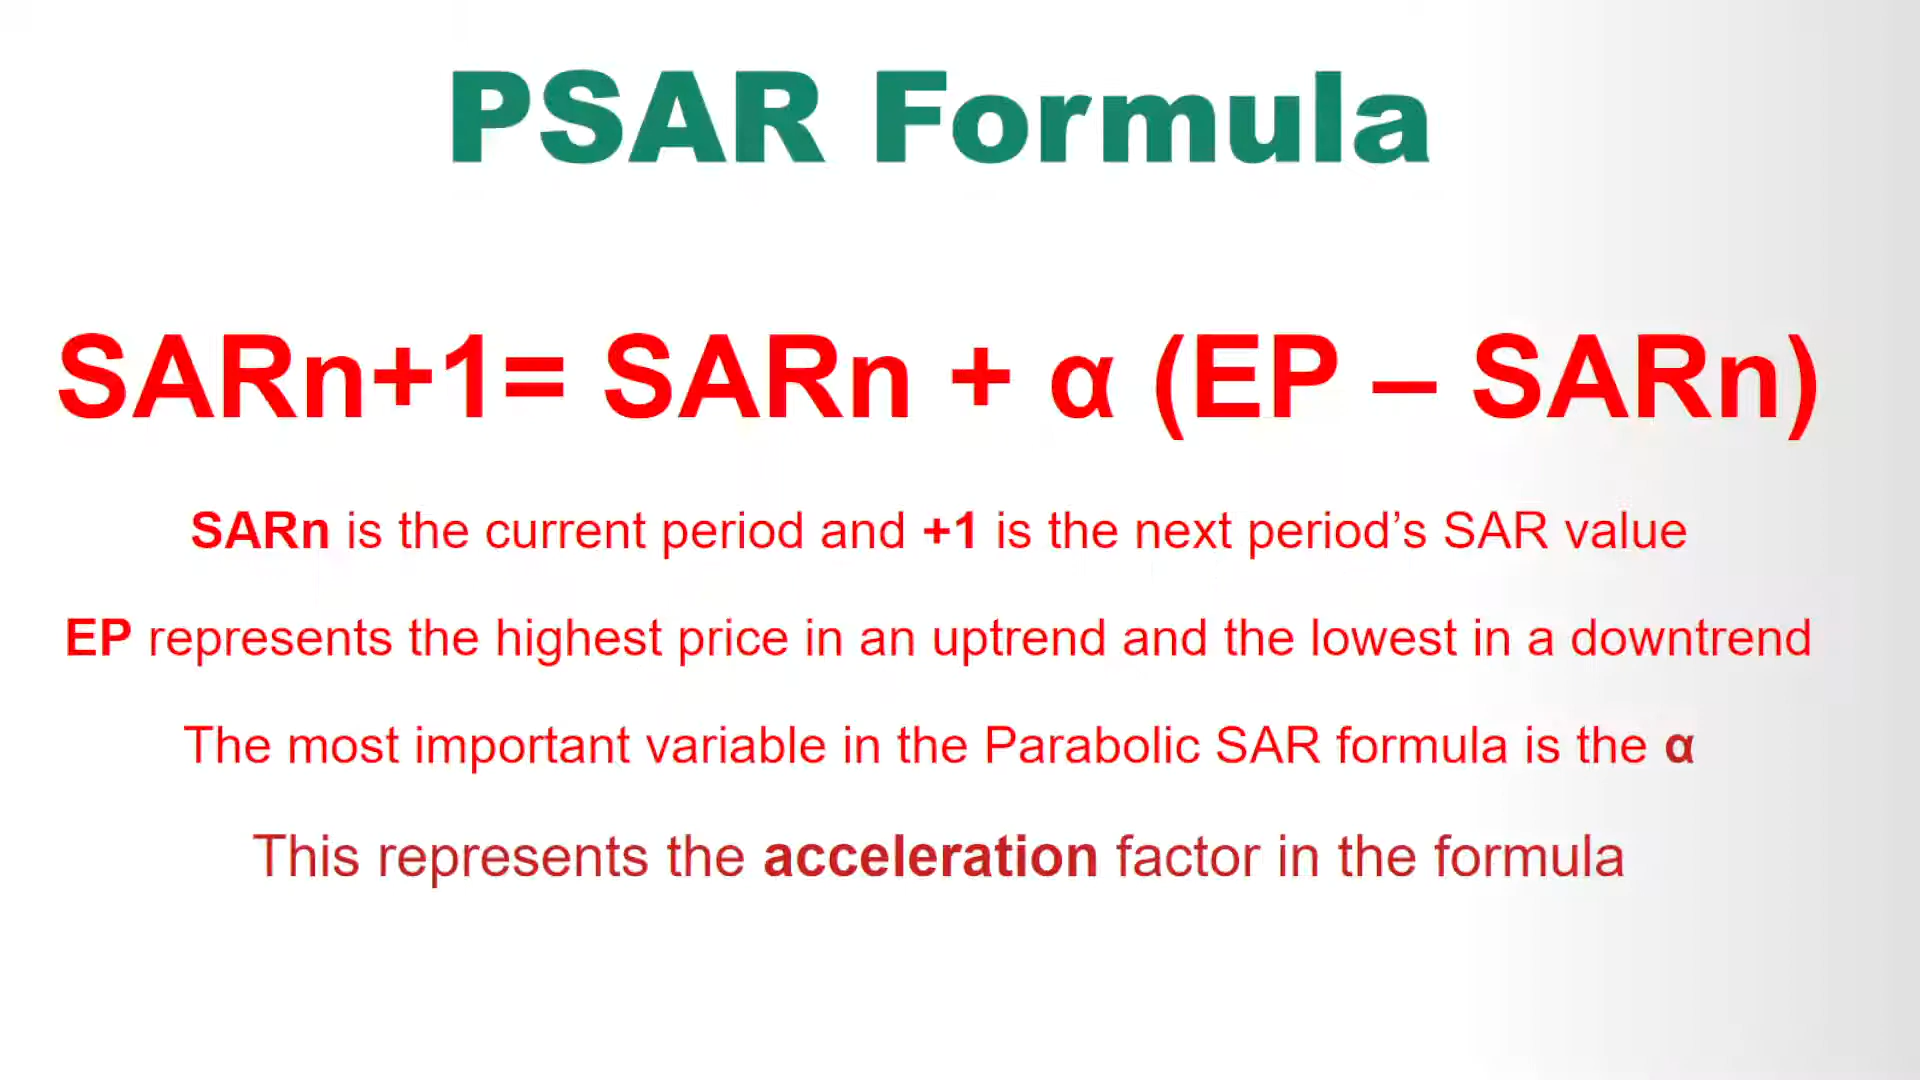 PSAR Formula
SARn+1= SARn + α (EP – SARn)
SARn is the current period and +1 is the next period’s SAR value
EP represents the highest price in an uptrend and the lowest in a downtrend
The most important variable in the Parabolic SAR formula is the α
This represents the acceleration factor in the formula